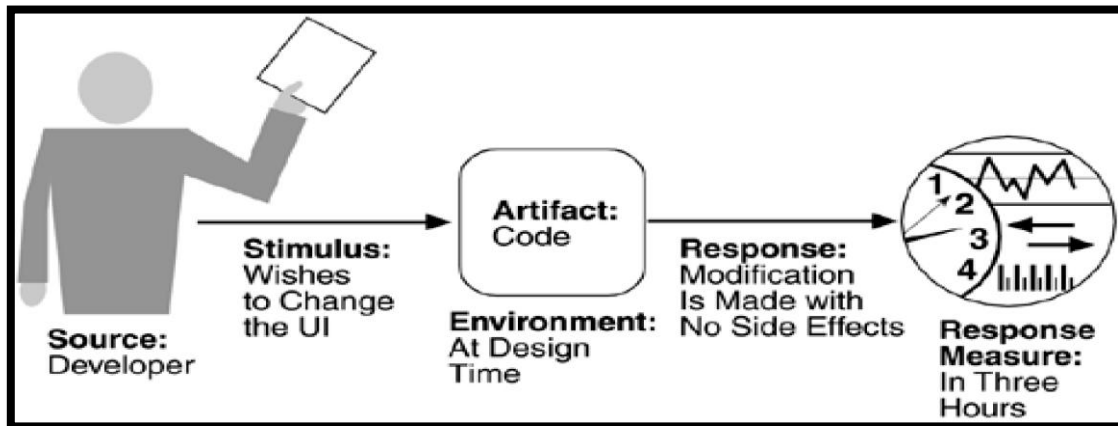 Source:
Developer
Stimulus:
Wishes
to Change
the UI
Artifact:
Code
Environment:
At Design
Time
Response:
Modification
Is Made with
No Side Effects
1
2
3
4
Response
Measure:
In Three
Hours